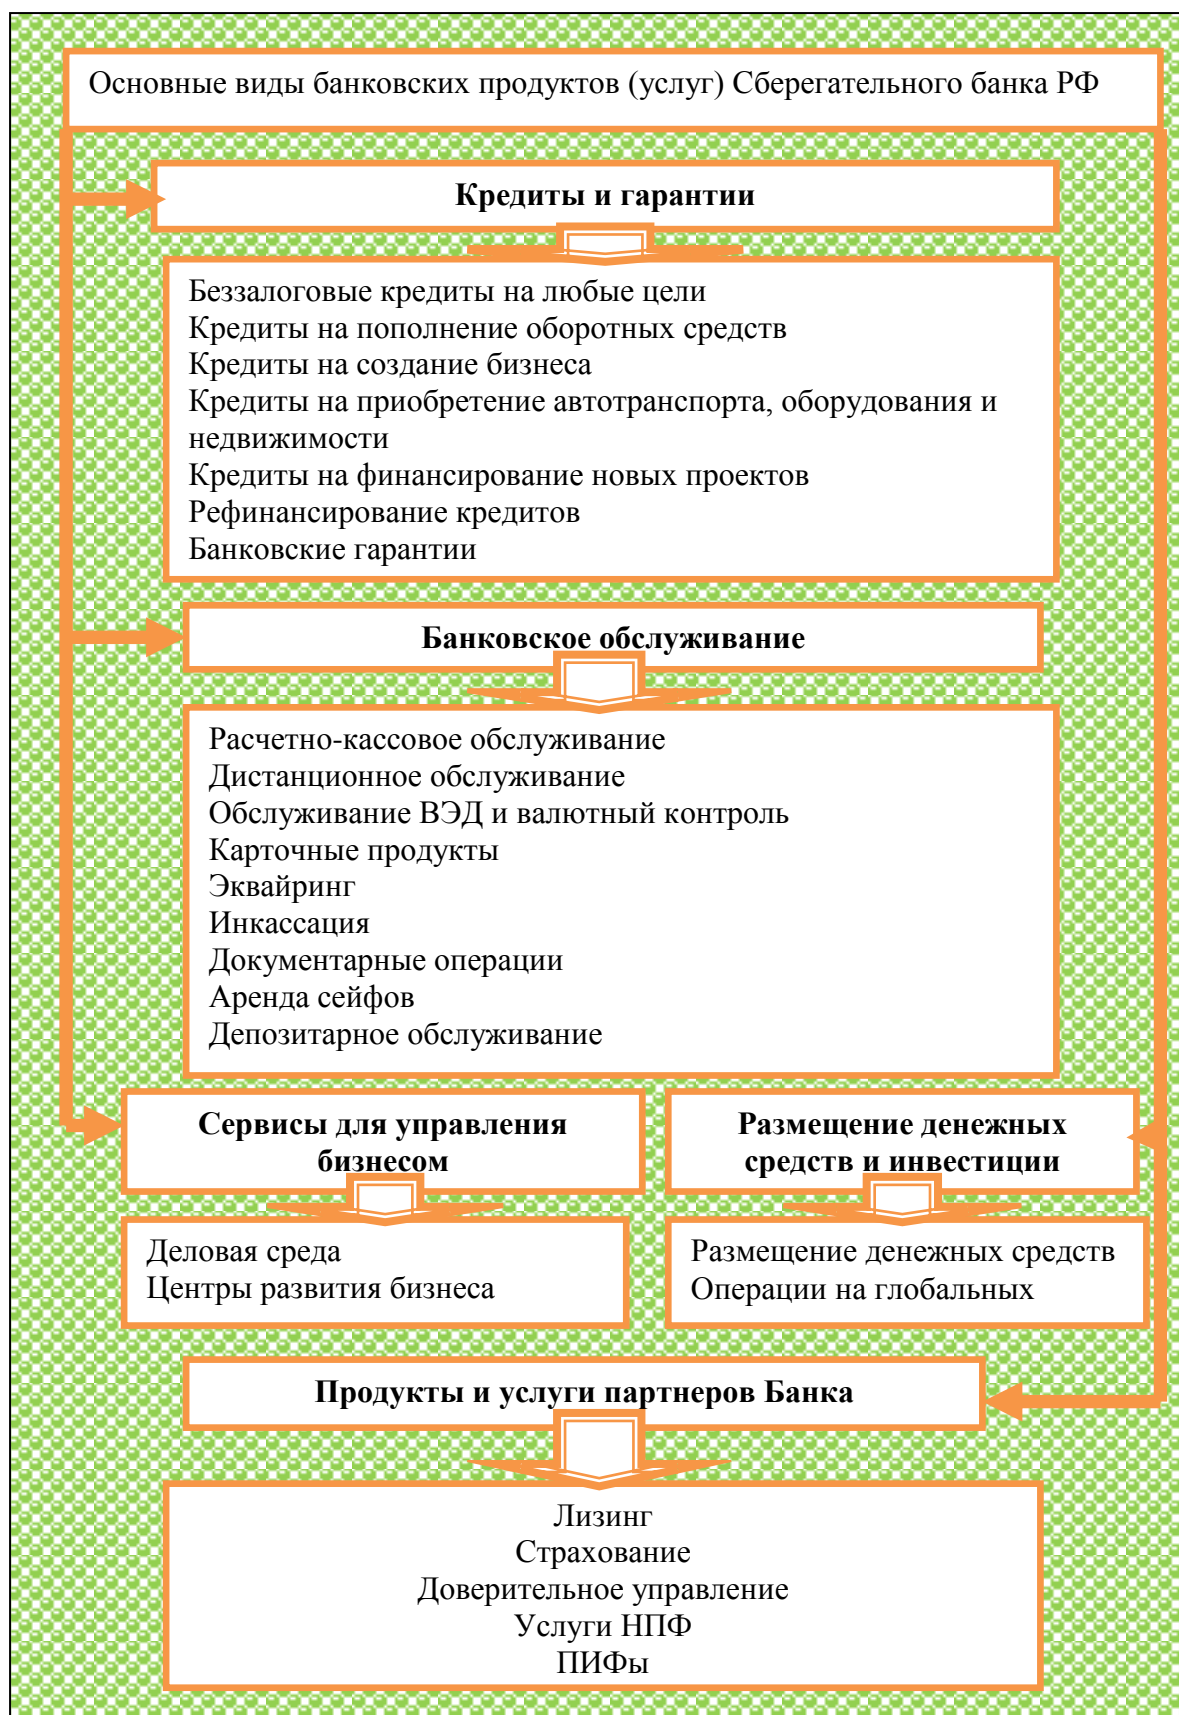 Основные виды банковских продуктов (услуг) Сберегательного банка РФ
Кредиты и гарантии
Беззалоговые кредиты на любые цели
Кредиты на пополнение оборотных средств
Кредиты на создание бизнеса
Кредиты на приобретение автотранспорта, оборудования и
недвижимости
Кредиты на финансирование новых проектов
Рефинансирование кредитов
Банковские гарантии
Банковское обслуживание
Расчетно-кассовое обслуживание
Дистанционное обслуживание
Обслуживание ВЭД и валютный контроль
Карточные продукты
Эквайринг
Инкассация
Документарные операции
Аренда сейфов
Депозитарное обслуживание
Сервисы для управления
бизнесом
Деловая среда
Центры развития бизнеса
Размещение денежных
средств и инвестиции
Размещение денежных средств
Операции на глобальных
Продукты и услуги партнеров Банка
Лизинг
Страхование
Доверительное управление
Услуги НПФ
ПИФы